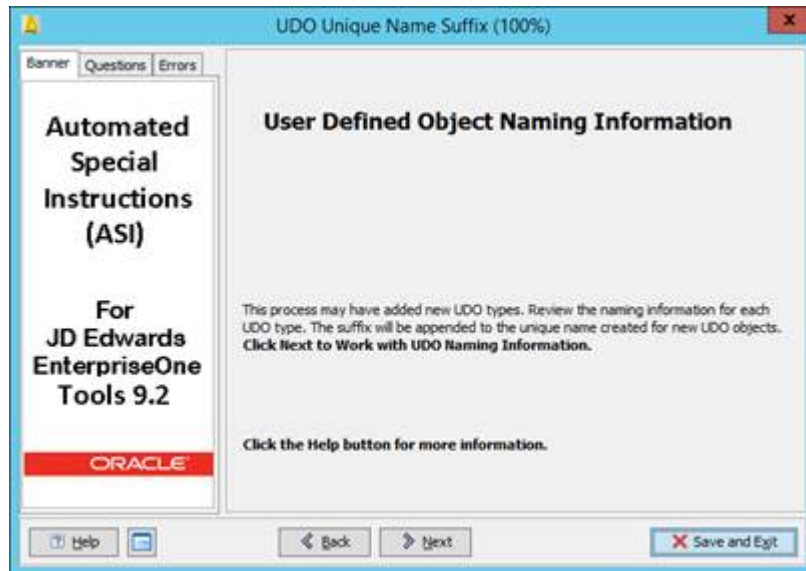 UDO Unique Name Suffix (100%)
x
Banner Questions Errors
Automated
Special
Instructions
(ASI)
For
JD Edwards
EnterpriseOne
Tools 9.2
ORACLE
User Defined Object Naming Information
This process may have added new UDO types. Review the naming information for each
UDO type. The suffix will be appended to the unique name created for new UDO objects.
Click Next to Work with UDO Naming Information.
Click the Help button for more information.
Help Back Next Save and Exit